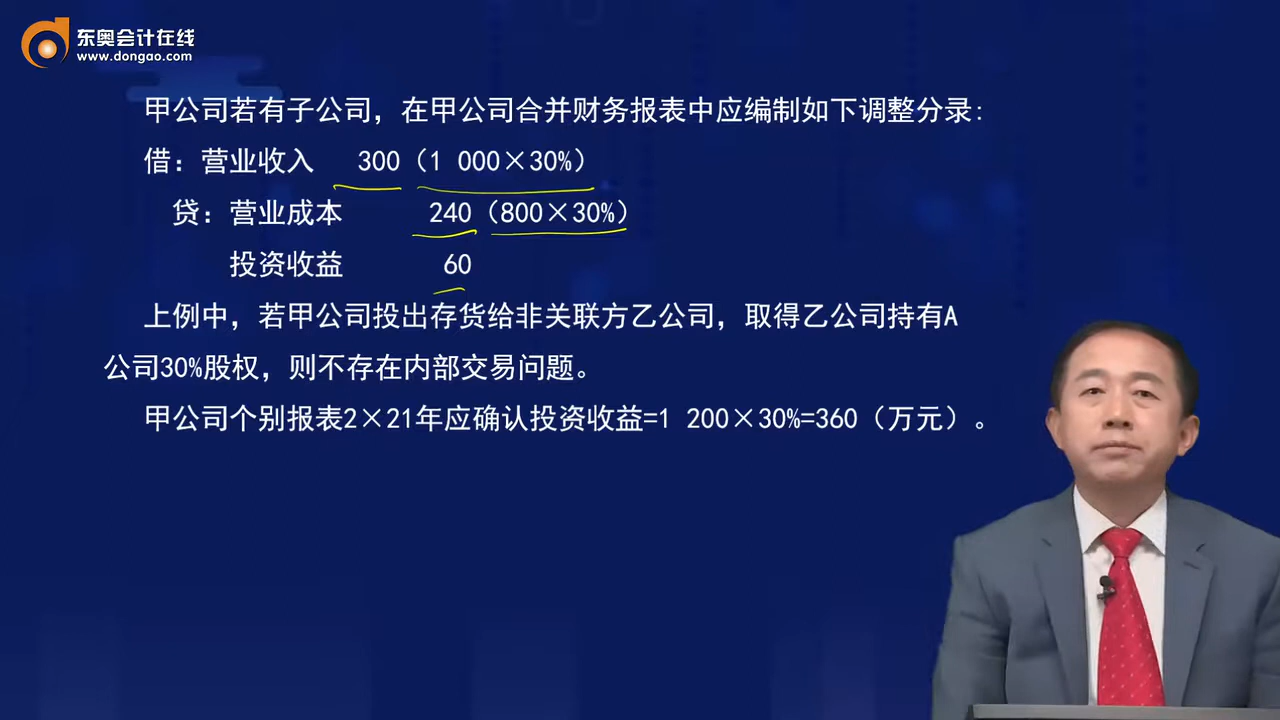 东奥会计在线
www.dongao.com
甲公司若有子公司，在甲公司合并财务报表中应编制如下调整分录：
借：营业收入 300（1 000×30%）
贷：营业成本 240（800×30%）
投资收益 60
上例中，若甲公司投出存货给非关联方乙公司，取得乙公司持有A
公司30%股权，则不存在内部交易问题。
甲公司个别报表2×21年应确认投资收益=1 200×30%=360（万元）。